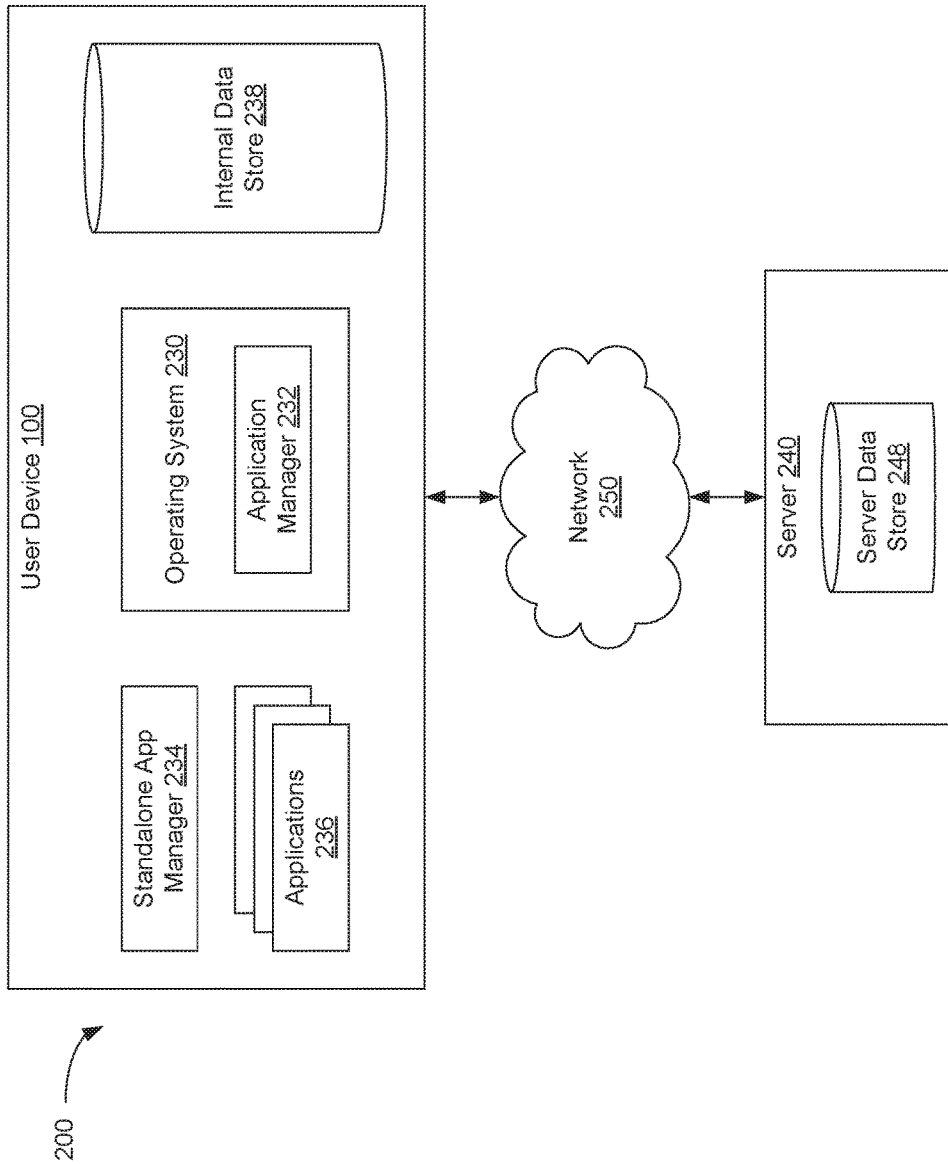 200
User Device 100
Standalone App
Manager 234
Applications
236
Operating System 230
Application
Manager 232
Internal Data
Store 238
Network
250
Server 240
Server Data
Store 248